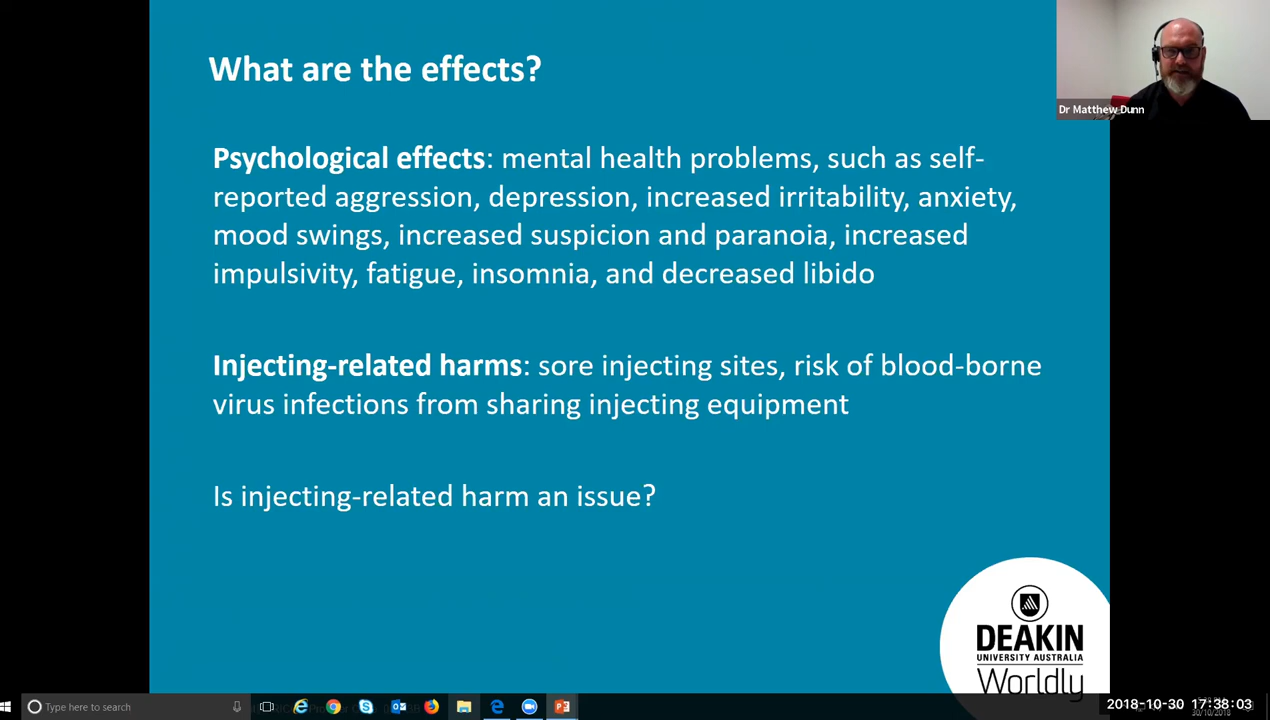 What are the effects?
Dr Matthew Dunn
Psychological effects: mental health problems, such as self-
reported aggression, depression, increased irritability, anxiety,
mood swings, increased suspicion and paranoia, increased
impulsivity, fatigue, insomnia, and decreased libido
Injecting-related harms: sore injecting sites, risk of blood-borne
virus infections from sharing injecting equipment
Is injecting-related harm an issue?
DEAKIN
UNIVERSITY AUSTRALIA
Worldly
Type here to search
2018-10-30 17:38:03
30/10/2018